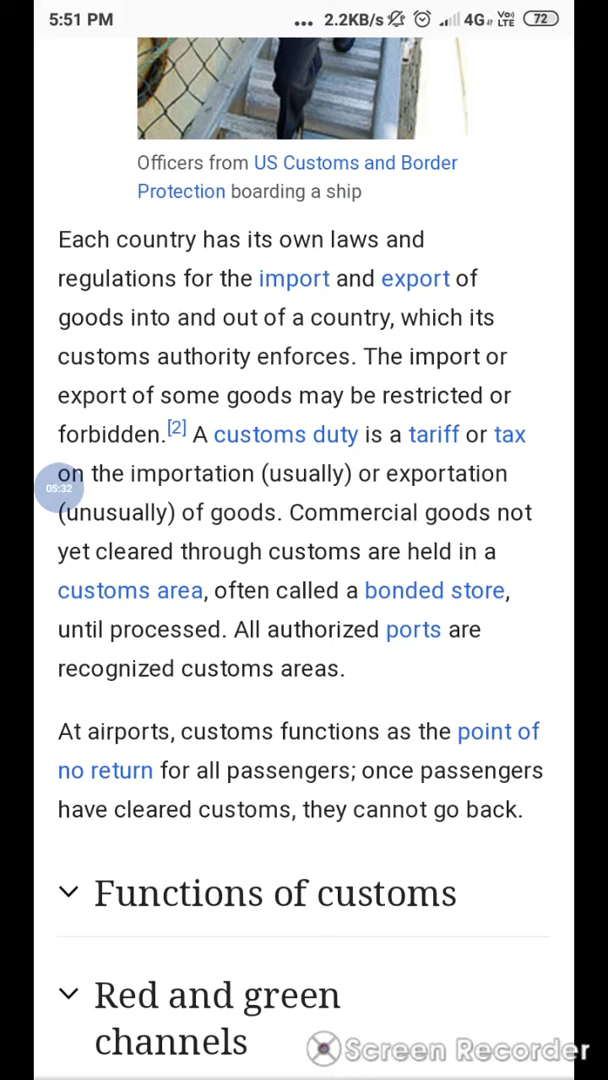 5:51 PM ... 2.2KB/s 4G Vo) LTE 72
Officers from US Customs and Border
Protection boarding a ship
Each country has its own laws and
regulations for the import and export of
goods into and out of a country, which its
customs authority enforces. The import or
export of some goods may be restricted or
forbidden.[2] A customs duty is a tariff or tax
on the importation (usually) or exportation
05:32
(unusually) of goods. Commercial goods not
yet cleared through customs are held in a
customs area, often called a bonded store,
until processed. All authorized ports are
recognized customs areas.
At airports, customs functions as the point of
no return for all passengers; once passengers
have cleared customs, they cannot go back.
Functions of customs
Red and green
channels
Screen Recorder